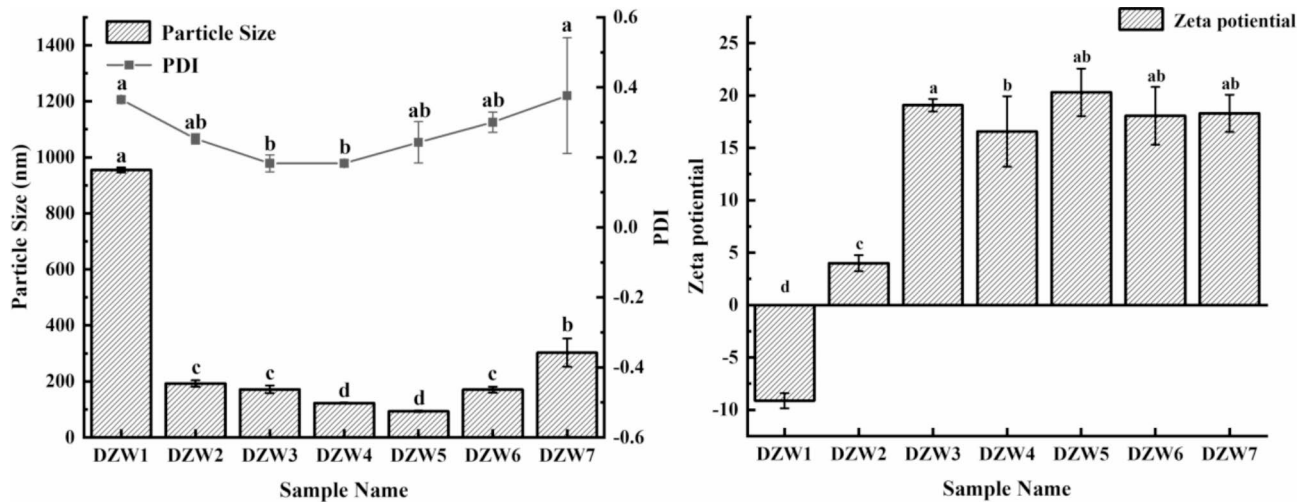 Particle Size
PDI
1400
1200
1000
800
600
400
200
0
Particle Size (nm)
a
ab
b
b
ab
ab
a
a
c
c
d
d
c
b
0.6
0.4
0.2
0.0
-0.2
-0.4
-0.6
PDI
DZW1 DZW2 DZW3 DZW4 DZW5 DZW6 DZW7
Sample Name
Zeta potiential
25
20
15
10
5
0
-5
-10
Zeta potiential
d
c
a
b
ab
ab
ab
DZW1 DZW2 DZW3 DZW4 DZW5 DZW6 DZW7
Sample Name